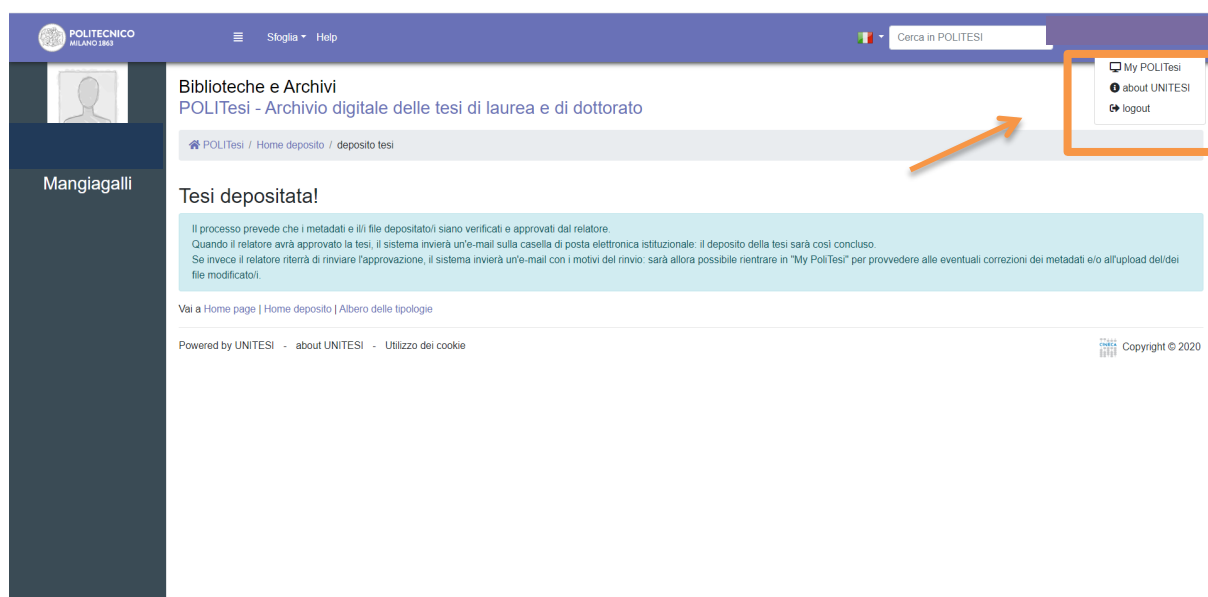 POLITECNICO
MILANO 1863
Sfoglia Help
Cerca in POLITESI
My POLITesi
about UNITESI
logout
Mangiagalli
Biblioteche e Archivi
POLITesi - Archivio digitale delle tesi di laurea e di dottorato
POLITesi / Home deposito / deposito tesi
Tesi depositata!
Il processo prevede che i metadati e il/i file depositato/i siano verificati e approvati dal relatore.
Quando il relatore avrà approvato la tesi, il sistema invierà un'e-mail sulla casella di posta elettronica istituzionale: il deposito della tesi sarà così concluso.
Se invece il relatore riterrà di rinviare l'approvazione, il sistema invierà un'e-mail con i motivi del rinvio: sarà allora possibile rientrare in "My PoliTesi" per provvedere alle eventuali correzioni dei metadati e/o all'upload del/dei
file modificato/i.
Vai a Home page | Home deposito | Albero delle tipologie
Powered by UNITESI - about UNITESI - Utilizzo dei cookie
CINECA Copyright © 2020